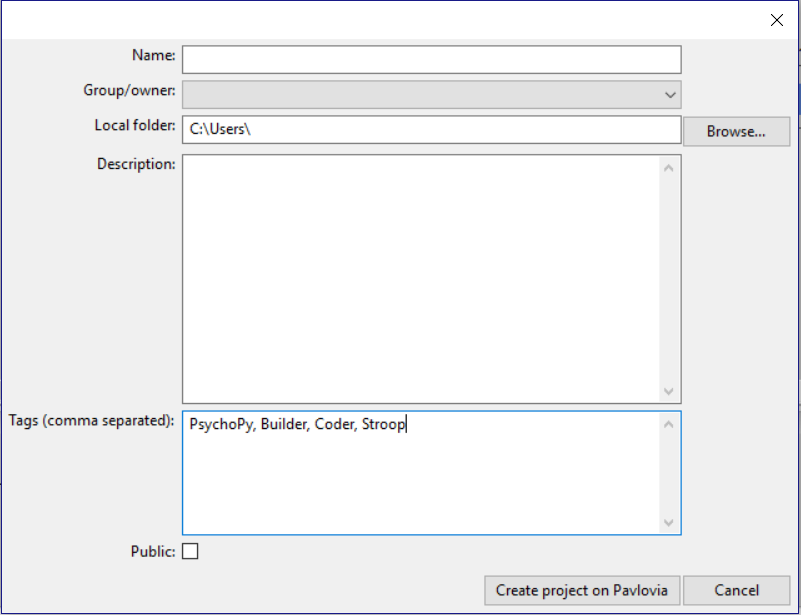 Name:
Group/owner:
Local folder: C:\Users\ Browse...
Description:
Tags (comma separated): PsychoPy, Builder, Coder, Stroop
Public:
Create project on Pavlovia Cancel